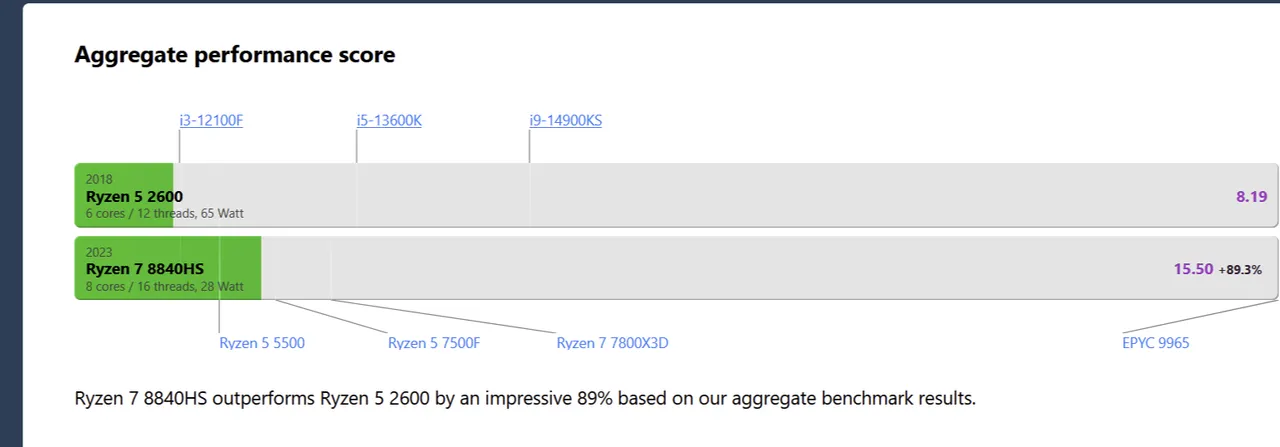 Aggregate performance score
i3-12100F
i5-13600K
i9-14900KS
2018
Ryzen 5 2600
6 cores / 12 threads, 65 Watt
8.19
2023
Ryzen 7 8840HS
8 cores / 16 threads, 28 Watt
15.50 +89.3%
Ryzen 5 5500
Ryzen 5 7500F
Ryzen 7 7800X3D
EPYC 9965
Ryzen 7 8840HS outperforms Ryzen 5 2600 by an impressive 89% based on our aggregate benchmark results.